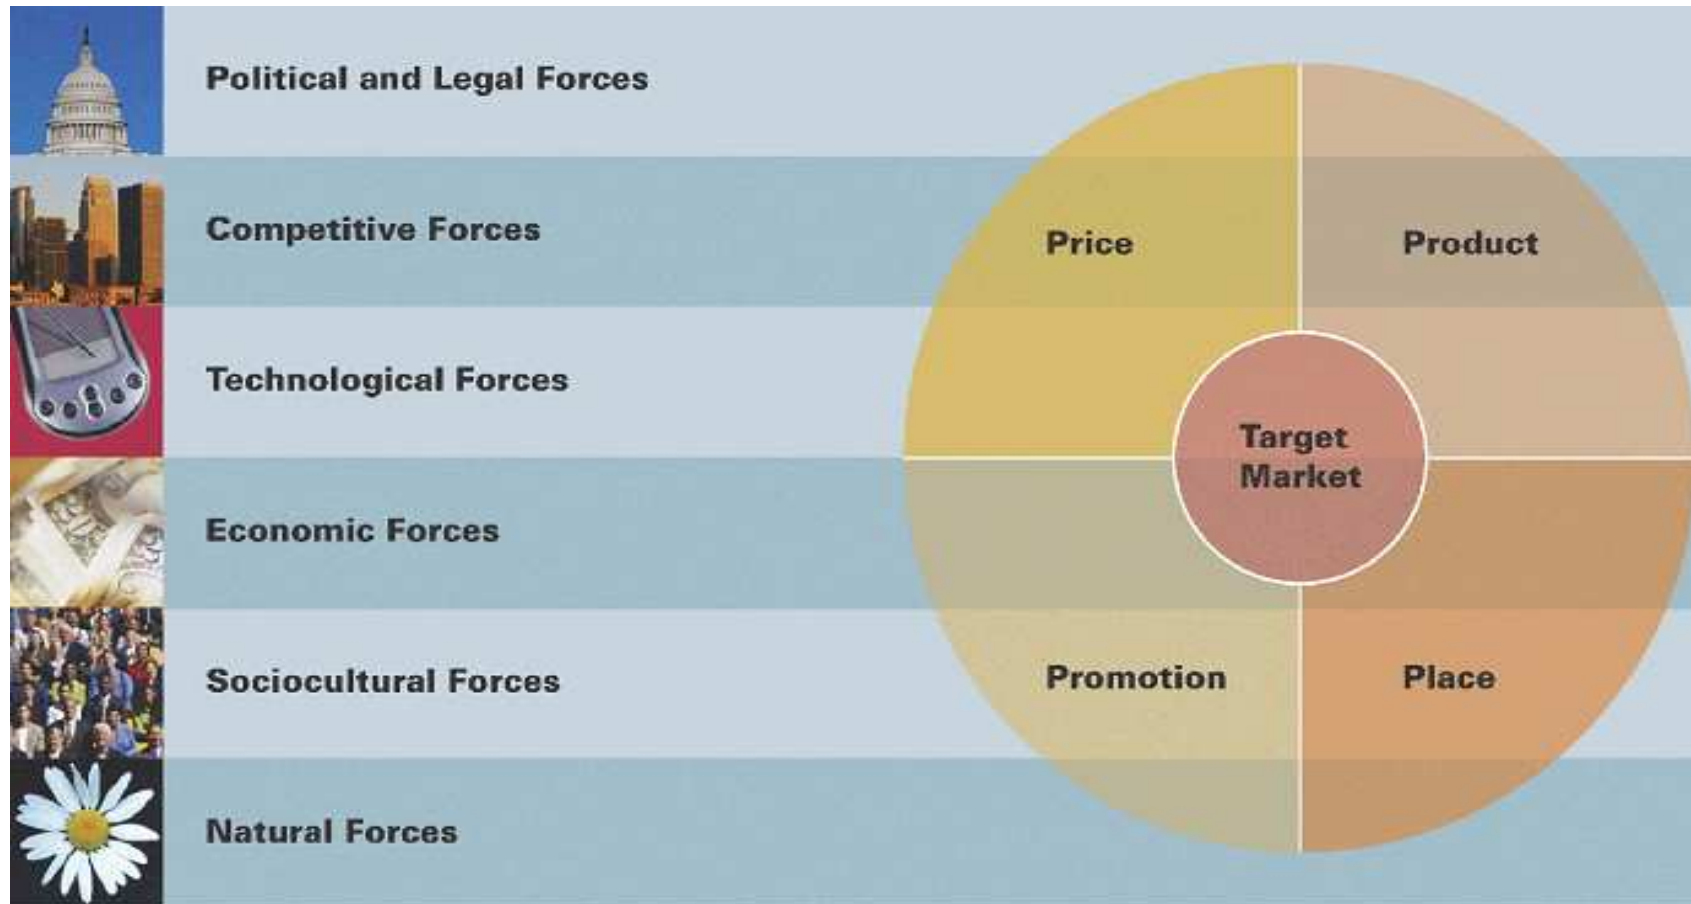 Political and Legal Forces
Competitive Forces
Technological Forces
Economic Forces
Sociocultural Forces
Natural Forces
Price
Product
Target
Market
Promotion
Place